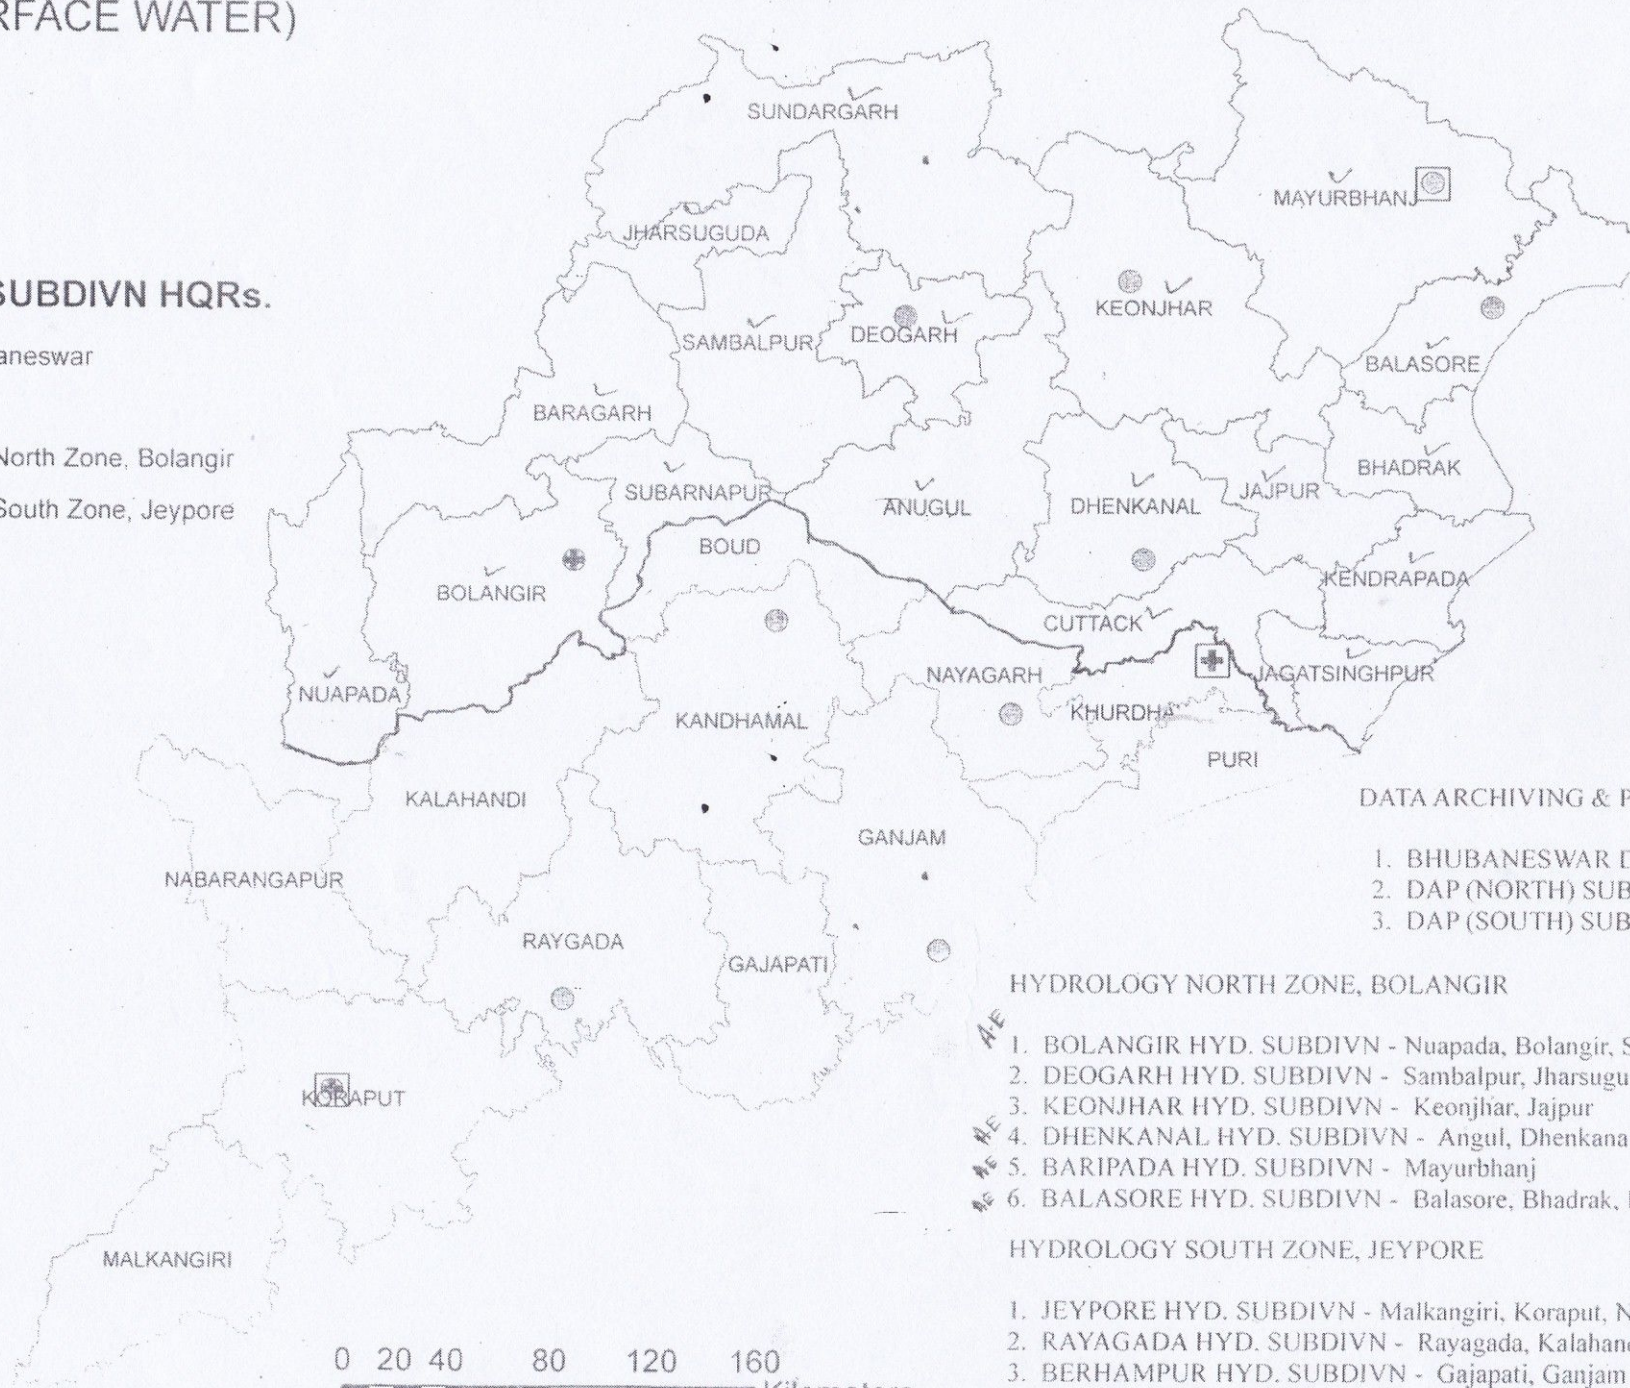 RFACE WATER)
SUBDIVN HQRs.
aneswar
North Zone, Bolangir
South Zone, Jeypore
SUNDARGARH
MAYURBHANJ
JHARSUGUDA
KEONJHAR
SAMBALPUR
DEOGARH
BALASORE
BARAGARH
BHADRAK
SUBARNAPUR
JAJPUR
ANUGUL
DHENKANAL
BOUD
KENDRAPADA
BOLANGIR
CUTTACK
NAYAGARH
JAGATSINGHPUR
NUAPADA
KANDHAMAL
KHURDHA
PURI
KALAHANDI
GANJAM
NABARANGAPUR
RAYGADA
GAJAPATI
KORAPUT
MALKANGIRI
DATA ARCHIVING & P
1. BHUBANESWAR D
2. DAP (NORTH) SUB
3. DAP (SOUTH) SUB
HYDROLOGY NORTH ZONE, BOLANGIR
A.E 1. BOLANGIR HYD. SUBDIVN - Nuapada, Bolangir, S
2. DEOGARH HYD. SUBDIVN - Sambalpur, Jharsugu
3. KEONJHAR HYD. SUBDIVN - Keonjhar, Jajpur
AE 4. DHENKANAL HYD. SUBDIVN - Angul, Dhenkana
AE 5. BARIPADA HYD. SUBDIVN - Mayurbhanj
AE 6. BALASORE HYD. SUBDIVN - Balasore, Bhadrak,
HYDROLOGY SOUTH ZONE, JEYPORE
1. JEYPORE HYD. SUBDIVN - Malkangiri, Koraput, N
2. RAYAGADA HYD. SUBDIVN - Rayagada, Kalahand
3. BERHAMPUR HYD. SUBDIVN - Gajapati, Ganjam
0 20 40 80 120 160
Kilometers